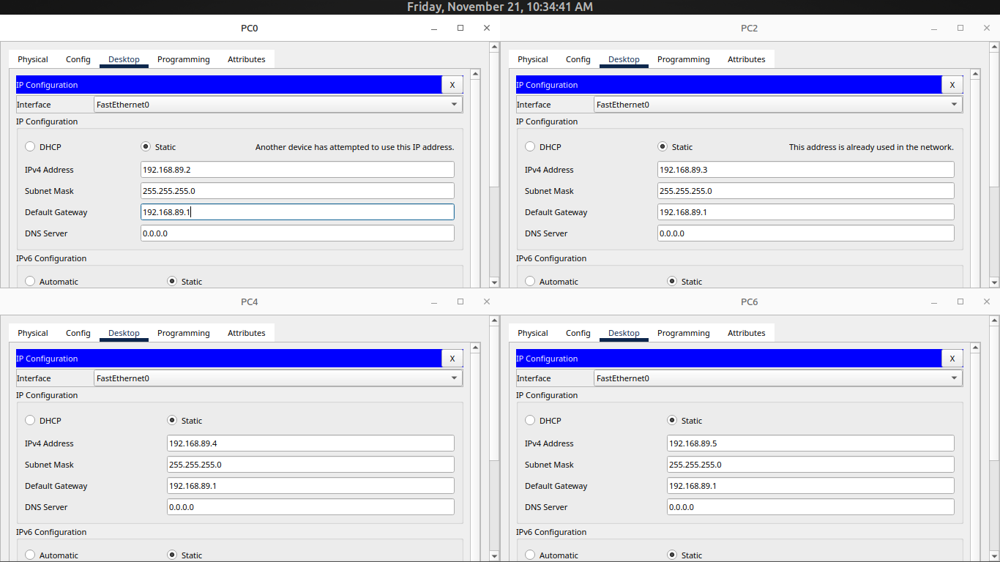 Friday, November 21, 10:34:41 AM
PC0
Physical Config Desktop Programming Attributes
IP Configuration X
Interface FastEthernet0
IP Configuration
DHCP Static Another device has attempted to use this IP address.
IPv4 Address 192.168.89.2
Subnet Mask 255.255.255.0
Default Gateway 192.168.89.1
DNS Server 0.0.0.0
IPv6 Configuration
Automatic Static
PC2
Physical Config Desktop Programming Attributes
IP Configuration X
Interface FastEthernet0
IP Configuration
DHCP Static This address is already used in the network.
IPv4 Address 192.168.89.3
Subnet Mask 255.255.255.0
Default Gateway 192.168.89.1
DNS Server 0.0.0.0
IPv6 Configuration
Automatic Static
PC4
Physical Config Desktop Programming Attributes
IP Configuration X
Interface FastEthernet0
IP Configuration
DHCP Static
IPv4 Address 192.168.89.4
Subnet Mask 255.255.255.0
Default Gateway 192.168.89.1
DNS Server 0.0.0.0
IPv6 Configuration
Automatic Static
PC6
Physical Config Desktop Programming Attributes
IP Configuration X
Interface FastEthernet0
IP Configuration
DHCP Static
IPv4 Address 192.168.89.5
Subnet Mask 255.255.255.0
Default Gateway 192.168.89.1
DNS Server 0.0.0.0
IPv6 Configuration
Automatic Static